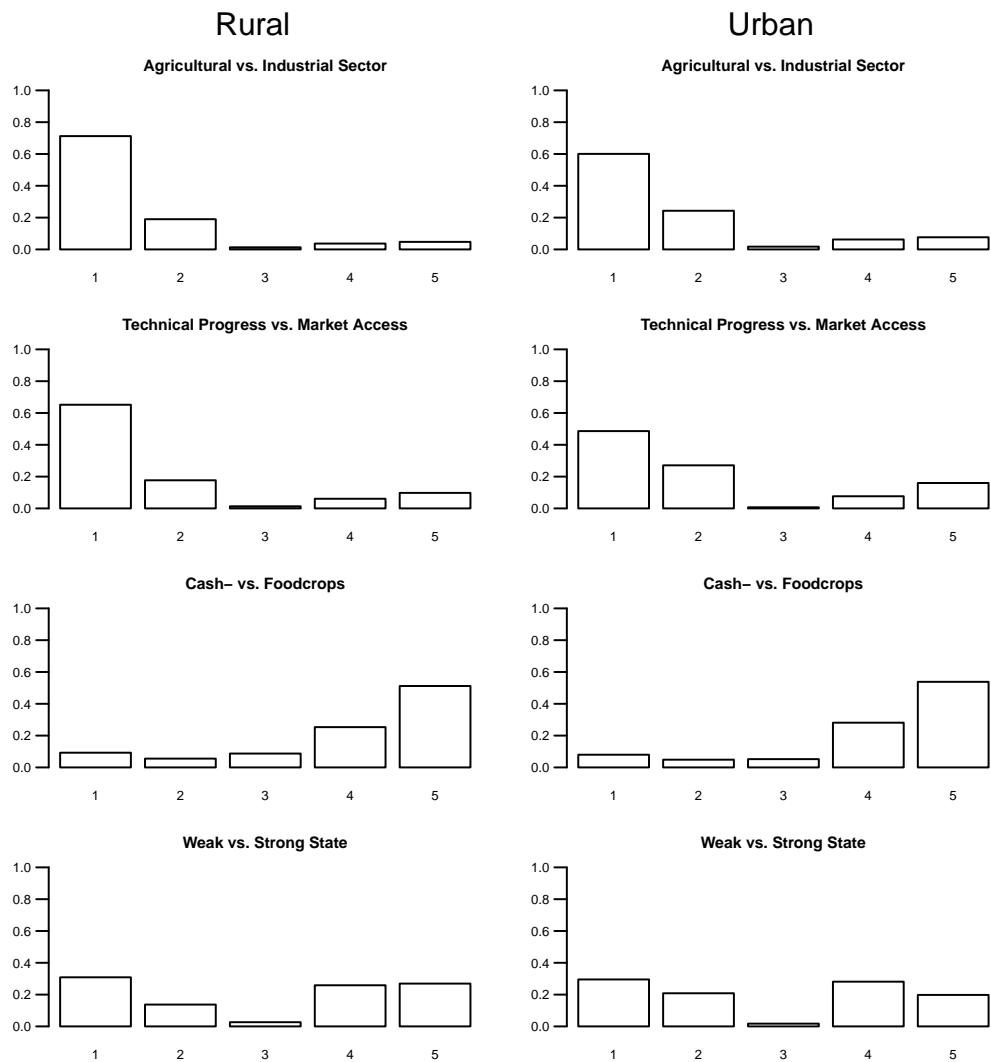 Rural Urban
Agricultural vs. Industrial Sector Agricultural vs. Industrial Sector
1.0 1.0
0.8 0.8
0.6 0.6
0.4 0.4
0.2 0.2
0.0 0.0
1 2 3 4 5 1 2 3 4 5
Technical Progress vs. Market Access Technical Progress vs. Market Access
1.0 1.0
0.8 0.8
0.6 0.6
0.4 0.4
0.2 0.2
0.0 0.0
1 2 3 4 5 1 2 3 4 5
Cash− vs. Foodcrops Cash− vs. Foodcrops
1.0 1.0
0.8 0.8
0.6 0.6
0.4 0.4
0.2 0.2
0.0 0.0
1 2 3 4 5 1 2 3 4 5
Weak vs. Strong State Weak vs. Strong State
1.0 1.0
0.8 0.8
0.6 0.6
0.4 0.4
0.2 0.2
0.0 0.0
1 2 3 4 5 1 2 3 4 5